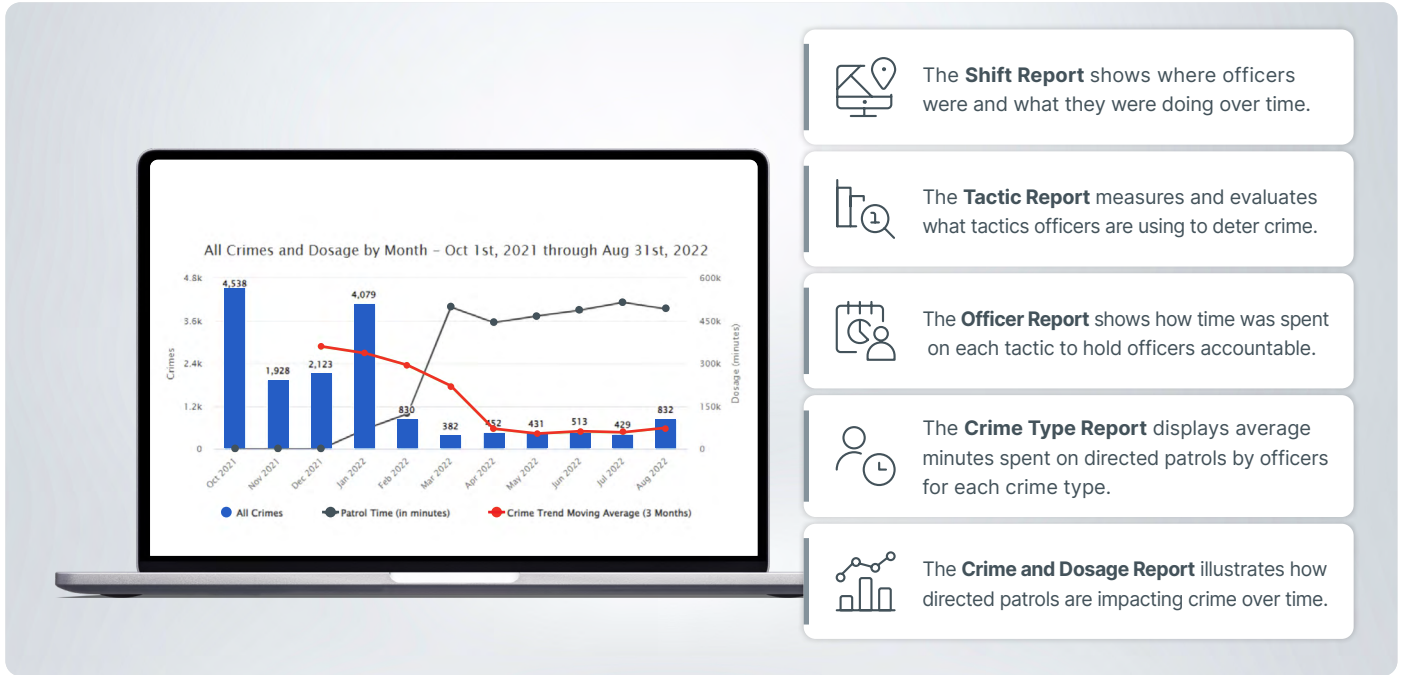 All Crimes and Dosage by Month – Oct 1st, 2021 through Aug 31st, 2022
4.8k
3.6k
2.4k
1.2k
0
Crimes
4,538
1,928
2,123
4,079
830
382
452
431
513
429
832
600k
450k
300k
150k
0
Dosage (minutes)
Oct 2021
Nov 2021
Dec 2021
Jan 2022
Feb 2022
Mar 2022
Apr 2022
May 2022
Jun 2022
Jul 2022
Aug 2022
All Crimes
Patrol Time (in minutes)
Crime Trend Moving Average (3 Months)
The Shift Report shows where officers
were and what they were doing over time.
1
The Tactic Report measures and evaluates
what tactics officers are using to deter crime.
The Officer Report shows how time was spent
on each tactic to hold officers accountable.
The Crime Type Report displays average
minutes spent on directed patrols by officers
for each crime type.
The Crime and Dosage Report illustrates how
directed patrols are impacting crime over time.